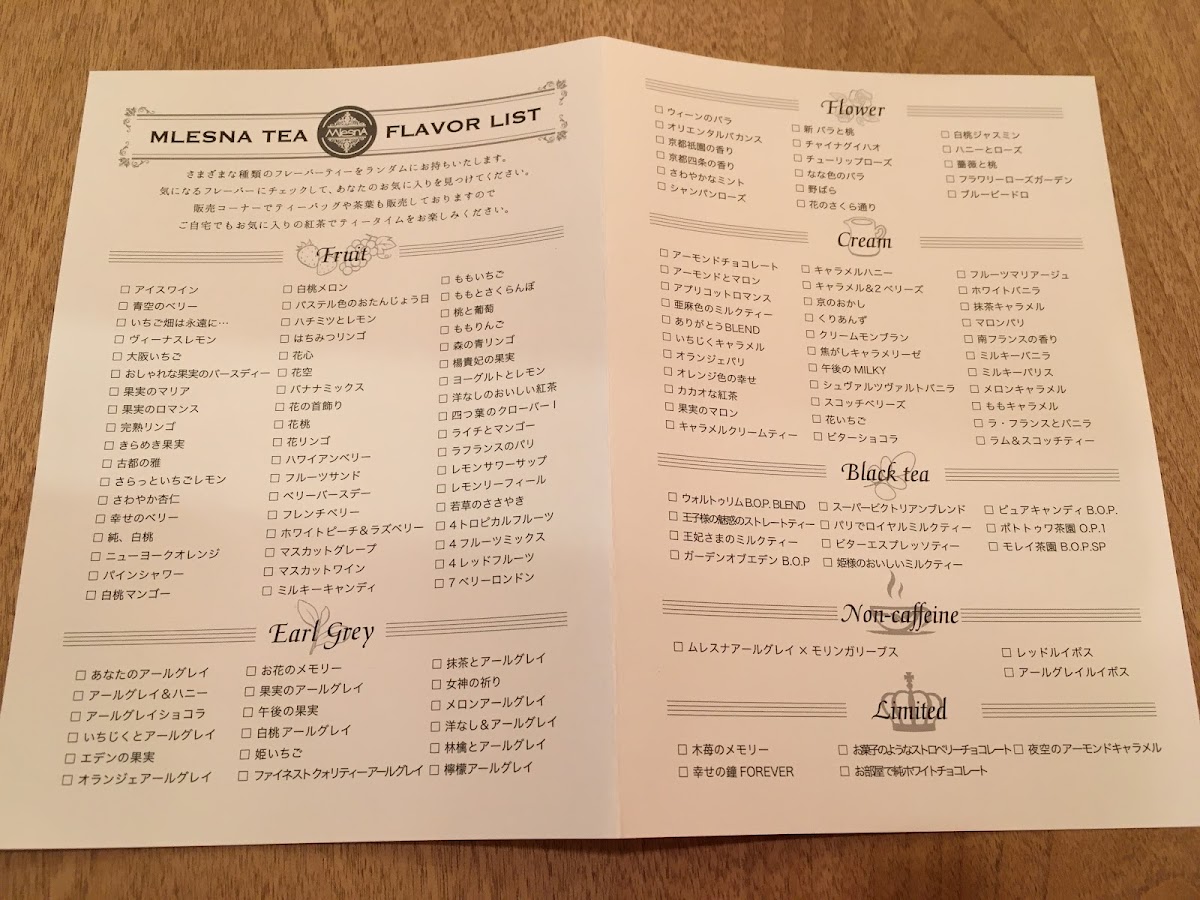 MLESNA TEA MlesnA FLAVOR LIST
さまざまな種類のフレーバーティーをランダムにお持ちいたします。
気になるフレーバーにチェックして、あなたのお気に入りを見つけてください。
販売コーナーでティーバッグや茶葉も販売しておりますので
ご自宅でもお気に入りの紅茶でティータイムをお楽しみください。
Fruit
□ アイスワイン
□ 青空のベリー
□ いちご畑は永遠に…
□ ヴィーナスレモン
□ 大阪いちご
□ おしゃれな果実のバースディー
□ 果実のマリア
□ 果実のロマンス
□ 完熟リンゴ
□ きらめき果実
□ 古都の雅
□ さらっといちごレモン
□ さわやか杏仁
□ 幸せのベリー
□ 純、白桃
□ ニューヨークオレンジ
□ パインシャワー
□ 白桃マンゴー
□ 白桃メロン
□ パステル色のおたんじょう日
□ ハチミツとレモン
□ はちみつリンゴ
□ 花心
□ 花空
□ バナナミックス
□ 花の首飾り
□ 花桃
□ 花リンゴ
□ ハワイアンベリー
□ フルーツサンド
□ ベリーバースデー
□ フレンチベリー
□ ホワイトピーチ＆ラズベリー
□ マスカットグレープ
□ マスカットワイン
□ ミルキーキャンディ
□ ももいちご
□ ももとさくらんぼ
□ 桃と葡萄
□ ももりんご
□ 森の青リンゴ
□ 楊貴妃の果実
□ ヨーグルトとレモン
□ 洋なしのおいしい紅茶
□ 四つ葉のクローバー I
□ ライチとマンゴー
□ ラフランスのパリ
□ レモンサワーサップ
□ レモンリーフィール
□ 若草のささやき
□ 4トロピカルフルーツ
□ 4フルーツミックス
□ 4レッドフルーツ
□ 7ベリーロンドン
Earl Grey
□ あなたのアールグレイ
□ アールグレイ＆ハニー
□ アールグレイショコラ
□ いちじくとアールグレイ
□ エデンの果実
□ オランジェアールグレイ
□ お花のメモリー
□ 果実のアールグレイ
□ 午後の果実
□ 白桃アールグレイ
□ 姫いちご
□ ファイネストクォリティーアールグレイ
□ 抹茶とアールグレイ
□ 女神の祈り
□ メロンアールグレイ
□ 洋なし＆アールグレイ
□ 林檎とアールグレイ
□ 檸檬アールグレイ
Flower
□ ウィーンのバラ
□ オリエンタルバカンス
□ 京都祇園の香り
□ 京都四条の香り
□ さわやかなミント
□ シャンパンローズ
□ 新 バラと桃
□ チャイナゲイハオ
□ チューリップローズ
□ なな色のバラ
□ 野ばら
□ 花のさくら通り
□ 白桃ジャスミン
□ ハニーとローズ
□ 薔薇と桃
□ フラワリーローズガーデン
□ ブルービードロ
Cream
□ アーモンドチョコレート
□ アーモンドとマロン
□ アプリコットロマンス
□ 亜麻色のミルクティー
□ ありがとうBLEND
□ いちじくキャラメル
□ オランジェパリ
□ オレンジ色の幸せ
□ カカオな紅茶
□ 果実のマロン
□ キャラメルクリームティー
□ キャラメルハニー
□ キャラメル&2ベリーズ
□ 京のおかし
□ くりあんず
□ クリームモンブラン
□ 焦がしキャラメリーゼ
□ 午後の MILKY
□ シュヴァルツヴァルトバニラ
□ スコッチベリーズ
□ 花いちご
□ ビターショコラ
□ フルーツマリアージュ
□ ホワイトバニラ
□ 抹茶キャラメル
□ マロンパリ
□ 南フランスの香り
□ ミルキーバニラ
□ ミルキーパリス
□ メロンキャラメル
□ ももキャラメル
□ ラ・フランスとバニラ
□ ラム＆スコッチティー
Black tea
□ ウォルトゥリム B.O.P. BLEND
□ 王子様の魅惑のストレートティー
□ 王妃さまのミルクティー
□ ガーデンオブエデン B.O.P
□ スーパービクトリアンブレンド
□ パリでロイヤルミルクティー
□ ビターエスプレッソティー
□ 姫様のおいしいミルクティー
□ ピュアキャンディ B.O.P.
□ ポトトゥワ茶園 O.P.1
□ モレイ茶園 B.O.P.SP
Non-caffeine
□ ムレスナアールグレイ × モリンガリーブス
□ レッドルイボス
□ アールグレイルイボス
Limited
□ 木苺のメモリー
□ 幸せの鐘 FOREVER
□ お菓子のようなストロベリーチョコレート
□ お部屋で純ホワイトチョコレート
□ 夜空のアーモンドキャラメル